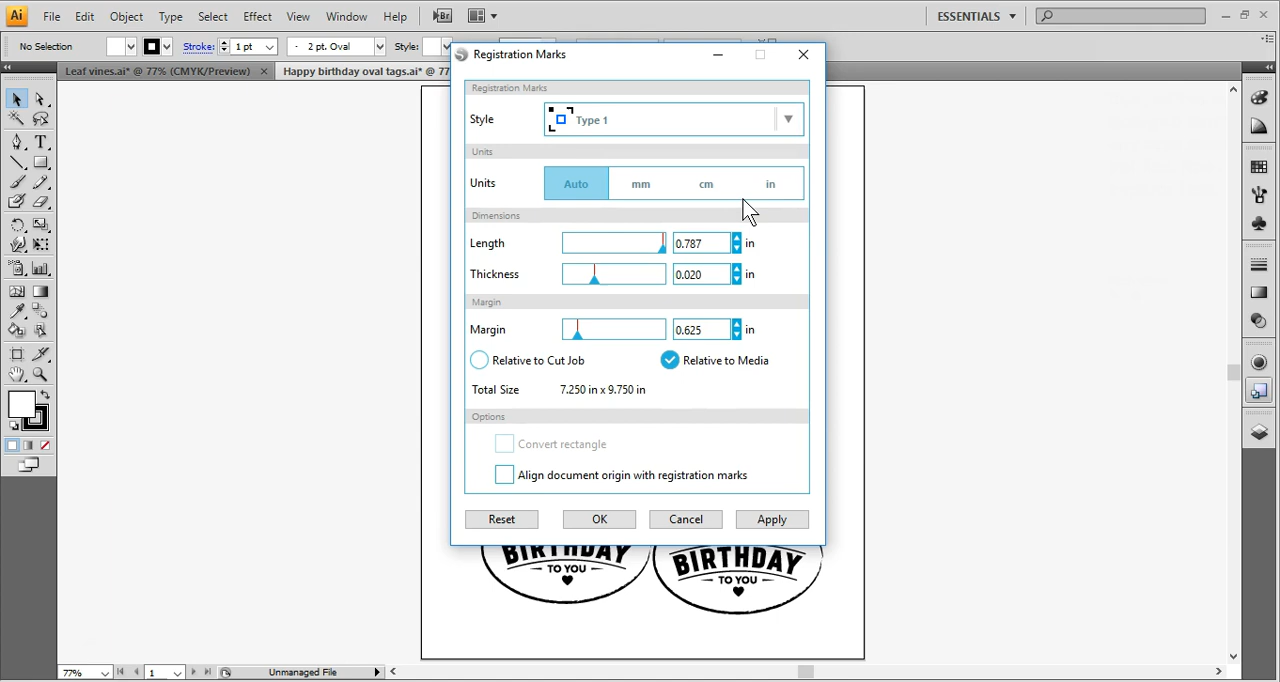 Ai File Edit Object Type Select Effect View Window Help Br ESSENTIALS
No Selection Stroke: 1 pt 2 pt. Oval Style:
Leaf vines.ai* @ 77% (CMYK/Preview) × Happy birthday oval tags.ai* @ 77
Registration Marks
Registration Marks
Style Type 1
Units
Units Auto mm cm in
Dimensions
Length 0.787 in
Thickness 0.020 in
Margin
Margin 0.625 in
Relative to Cut Job Relative to Media
Total Size 7.250 in x 9.750 in
Options
Convert rectangle
Align document origin with registration marks
Reset OK Cancel Apply
BIRTHDAY BIRTHDAY
TO YOU TO YOU
77% 1 Unmanaged File